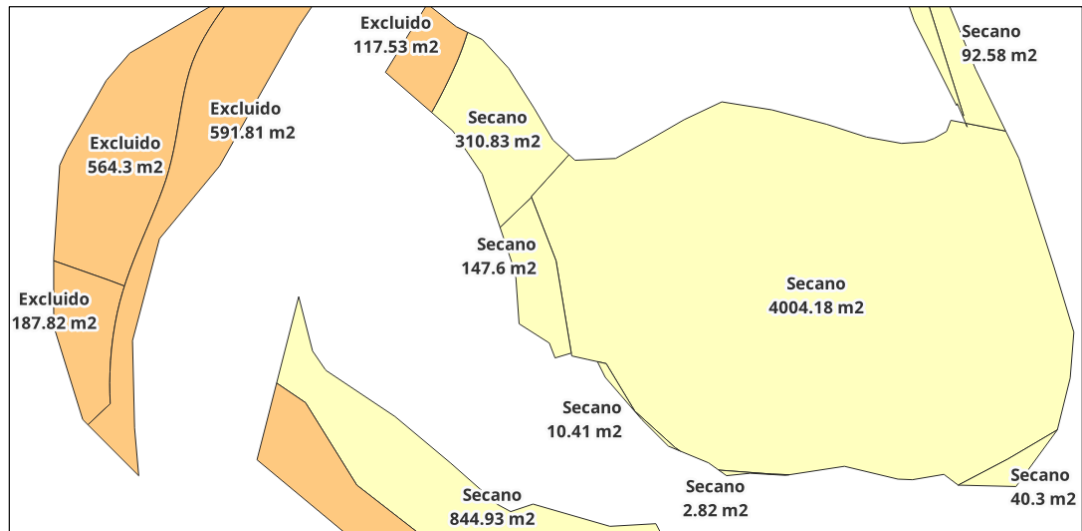 Excluido
117.53 m2
Secano
92.58 m2
Excluido
591.81 m2
Secano
310.83 m2
Excluido
564.3 m2
Secano
147.6 m2
Secano
4004.18 m2
Excluido
187.82 m2
Secano
10.41 m2
Secano
40.3 m2
Secano
2.82 m2
Secano
844.93 m2